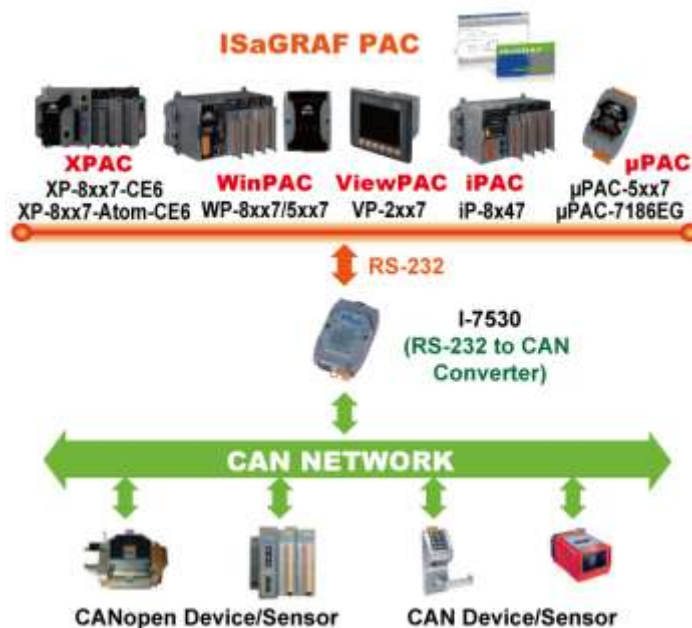 ISaGRAF PAC
XPAC
XP-8xx7-CE6
XP-8xx7-Atom-CE6
WinPAC
WP-8xx7/5xx7
ViewPAC
VP-2xx7
iPAC
iP-8x47
µPAC
µPAC-5xx7
µPAC-7186EG
RS-232
I-7530
(RS-232 to CAN
Converter)
CAN NETWORK
CANopen Device/Sensor
CAN Device/Sensor